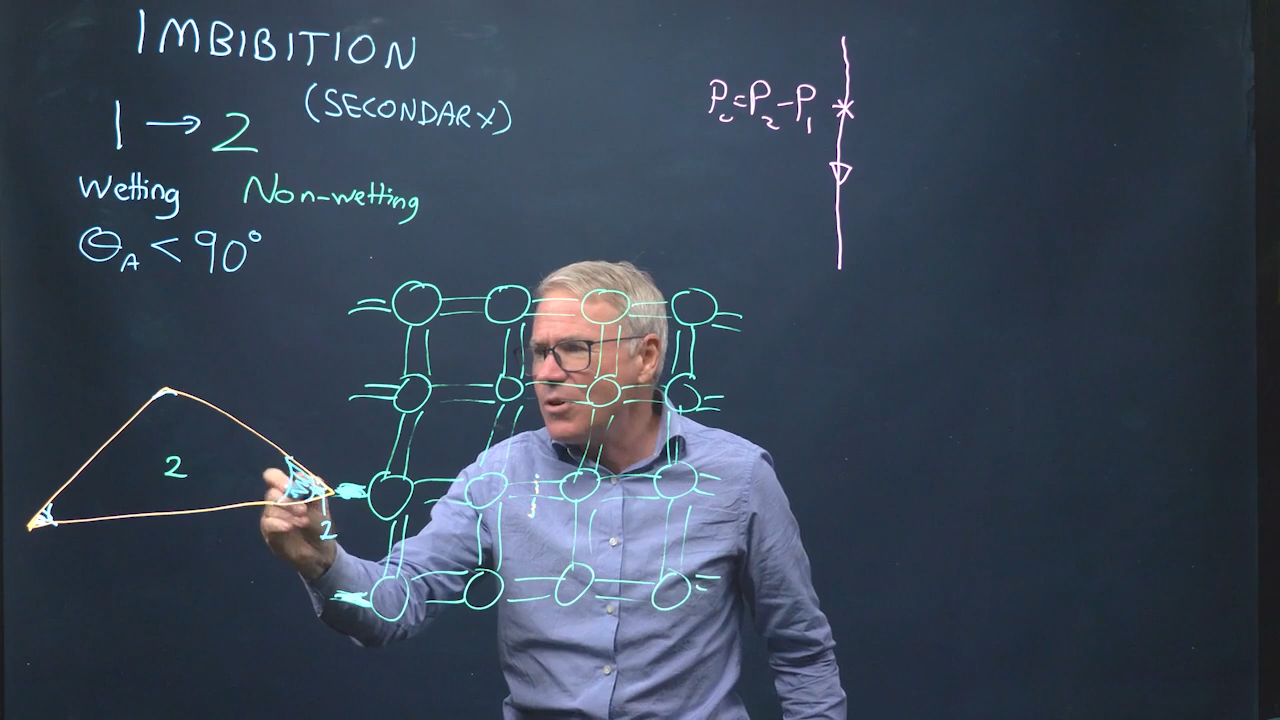 IMBIBITION
(SECONDARY)
1 → 2
Wetting Non-wetting
θA < 90°
Pc=P2-P1
2
2